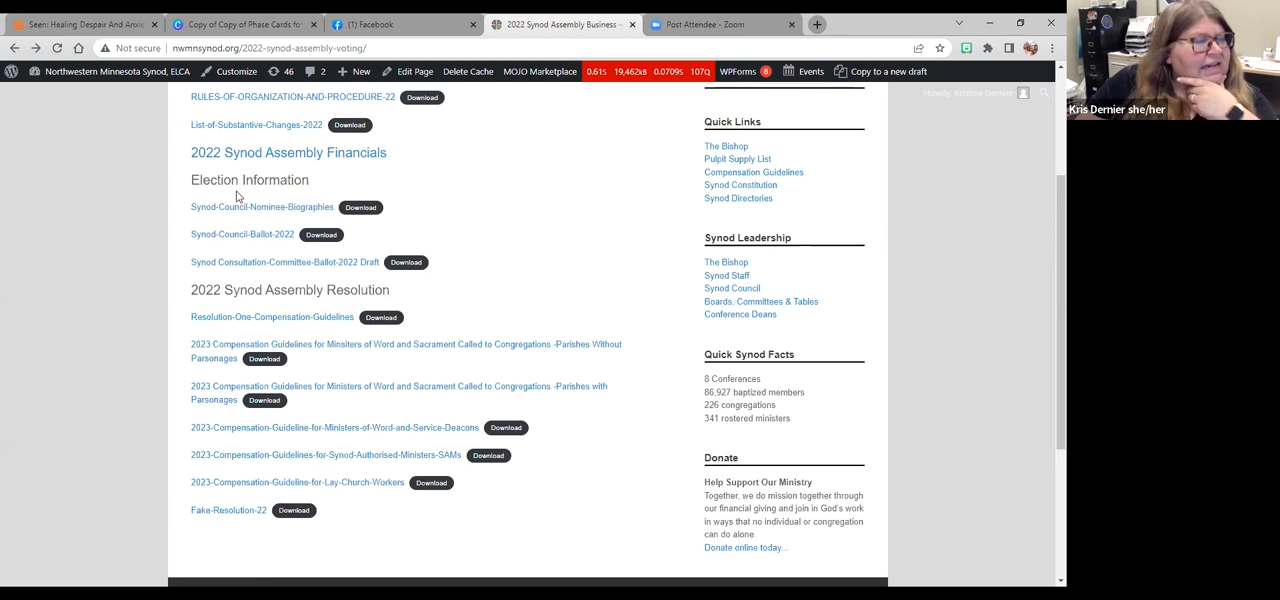 Seen: Healing Despair And Anxie
Copy of Copy of Phase Cards for
Facebook
2022 Synod Assembly Business –
Post Attendee - Zoom
Not secure
nwmnsynod.org/2022-synod-assembly-voting/
Northwestern Minnesota Synod, ELCA
Customize
46
2
New
Edit Page
Delete Cache
MOJO Marketplace
0.61S
19,462kB
0.0709S
107Q
WPForms
8
Events
Copy to a new draft
Howdy, Kristina Dernier
RULES-OF-ORGANIZATION-AND-PROCEDURE-22 Download
List-of-Substantive-Changes-2022 Download
2022 Synod Assembly Financials
Election Information
Synod-Council-Nominee-Biographies Download
Synod-Council-Ballot-2022 Download
Synod Consultation-Committee-Ballot-2022 Draft Download
2022 Synod Assembly Resolution
Resolution-One-Compensation-Guidelines Download
2023 Compensation Guidelines for Minsiters of Word and Sacrament Called to Congregations -Parishes Without
Parsonages Download
2023 Compensation Guidelines for Ministers of Word and Sacrament Called to Congregations -Parishes with
Parsonages Download
2023-Compensation-Guideline-for-Ministers-of-Word-and-Service-Deacons Download
2023-Compensation-Guidelines-for-Synod-Authorised-Ministers-SAMs Download
2023-Compensation-Guideline-for-Lay-Church-Workers Download
Fake-Resolution-22 Download
Quick Links
The Bishop
Pulpit Supply List
Compensation Guidelines
Synod Constitution
Synod Directories
Synod Leadership
The Bishop
Synod Staff
Synod Council
Boards, Committees & Tables
Conference Deans
Quick Synod Facts
8 Conferences
86,927 baptized members
226 congregations
341 rostered ministers
Donate
Help Support Our Ministry
Together, we do mission together through
our financial giving and join in God's work
in ways that no individual or congregation
can do alone.
Donate online today...
Kris Dernier she/her